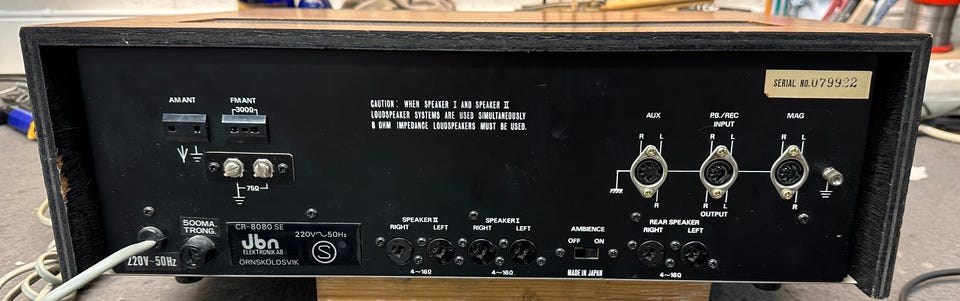 SERIAL NO. 079922
AM ANT
FM ANT
300Ω
75Ω
CAUTION: WHEN SPEAKER I AND SPEAKER II
LOUDSPEAKER SYSTEMS ARE USED SIMULTANEOUSLY
8 OHM IMPEDANCE LOUDSPEAKERS MUST BE USED.
AUX
P.B./REC
INPUT
MAG
R L
R L
R L
R L
R
OUTPUT
500MA.
TRONG.
220V~50Hz
CR-8080 SE
220V~50Hz
Jbn
ELEKTRONIK AB
ÖRNSKÖLDSVIK
S
SPEAKER II
RIGHT LEFT
4~16Ω
SPEAKER I
RIGHT LEFT
4~16Ω
AMBIENCE
OFF ON
MADE IN JAPAN
REAR SPEAKER
RIGHT LEFT
4~16Ω